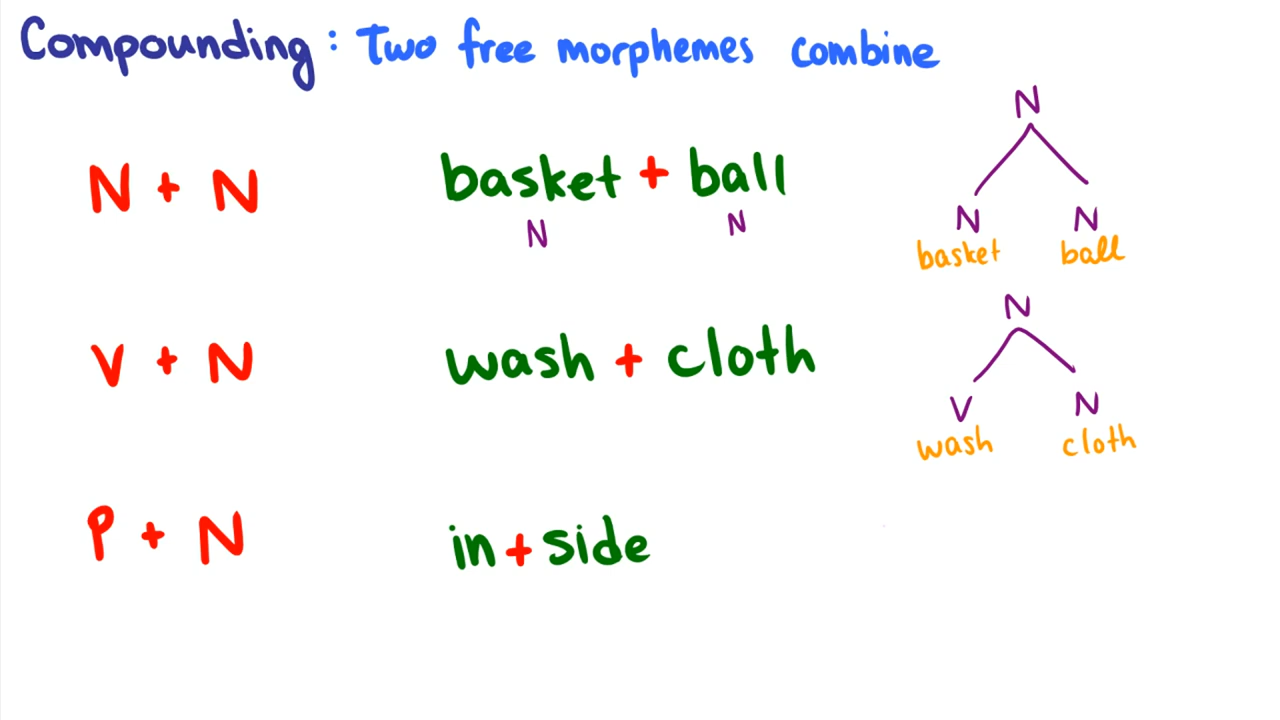 Compounding: Two free morphemes combine
N
N + N basket + ball
N N
N N
basket ball
N
V + N wash + cloth
V N
wash cloth
P + N in + side